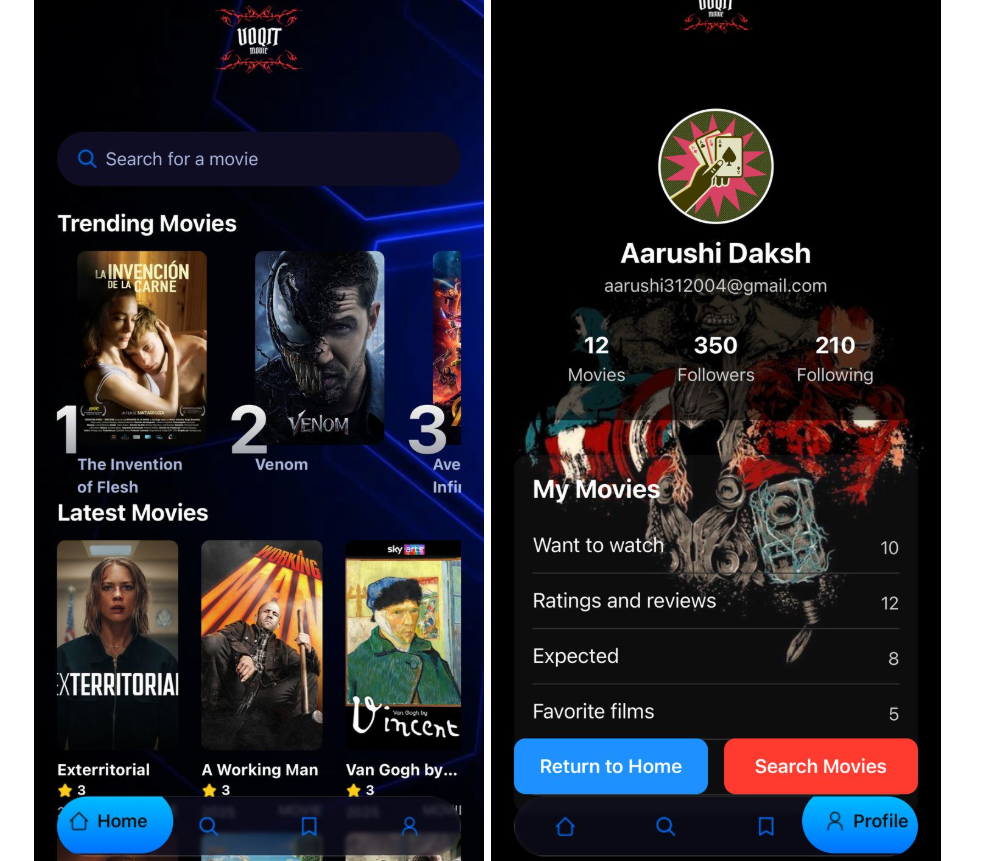 VOQIT
movie
Search for a movie
Trending Movies
LA INVENCIÓN
DE LA CARNE
VENOM
1
2
3
The Invention
of Flesh
Venom
Ave
Infi
Latest Movies
EXTERRITORIAL
A
WORKING
MAN
sky arts
Van Gogh by
Vincent
Exterritorial
A Working Man
Van Gogh by...
3
3
3
Home
VOQIT
movie
Aarushi Daksh
aarushi312004@gmail.com
12
350
210
Movies
Followers
Following
My Movies
Want to watch 10
Ratings and reviews 12
Expected 8
Favorite films 5
Return to Home
Search Movies
Profile